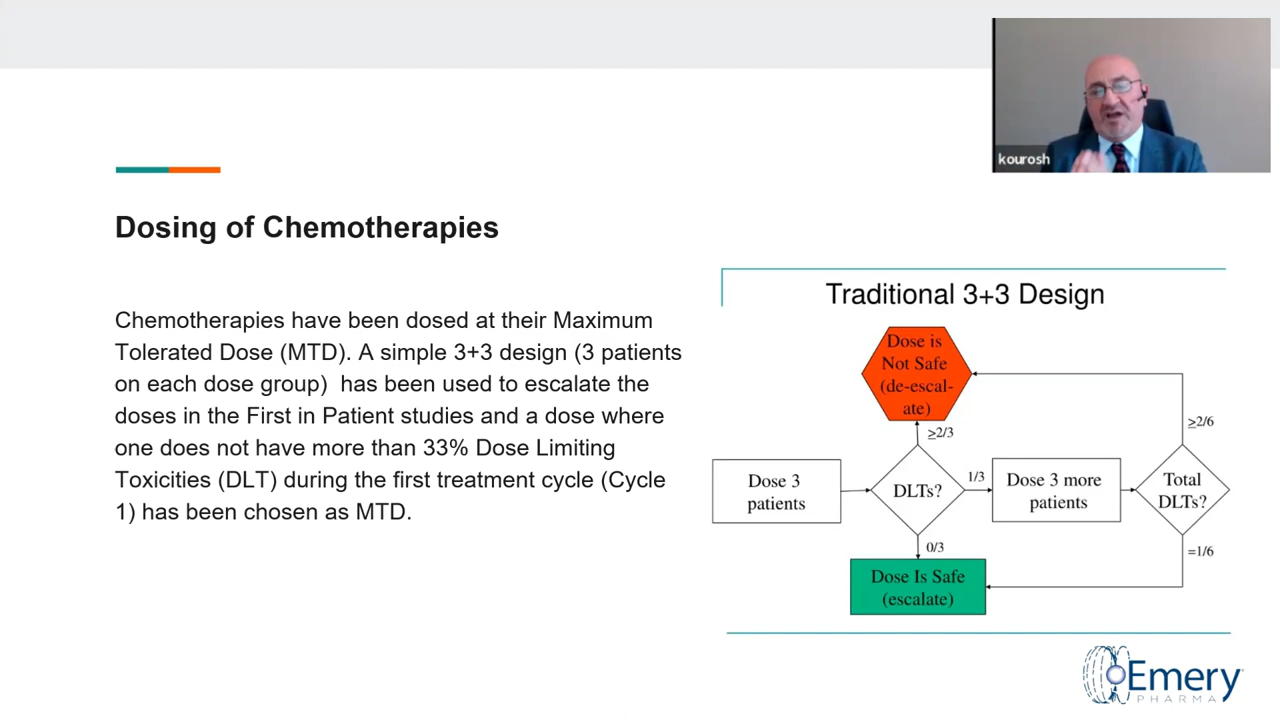 kourosh
Dosing of Chemotherapies
Chemotherapies have been dosed at their Maximum
Tolerated Dose (MTD). A simple 3+3 design (3 patients
on each dose group)  has been used to escalate the
doses in the First in Patient studies and a dose where
one does not have more than 33% Dose Limiting
Toxicities (DLT) during the first treatment cycle (Cycle
1) has been chosen as MTD.
Traditional 3+3 Design
Dose is
Not Safe
(de-escal-
ate)
≥2/3
≥2/6
Dose 3
patients
DLTs?
1/3
Dose 3 more
patients
Total
DLTs?
0/3
=1/6
Dose Is Safe
(escalate)
Emery
PHARMA